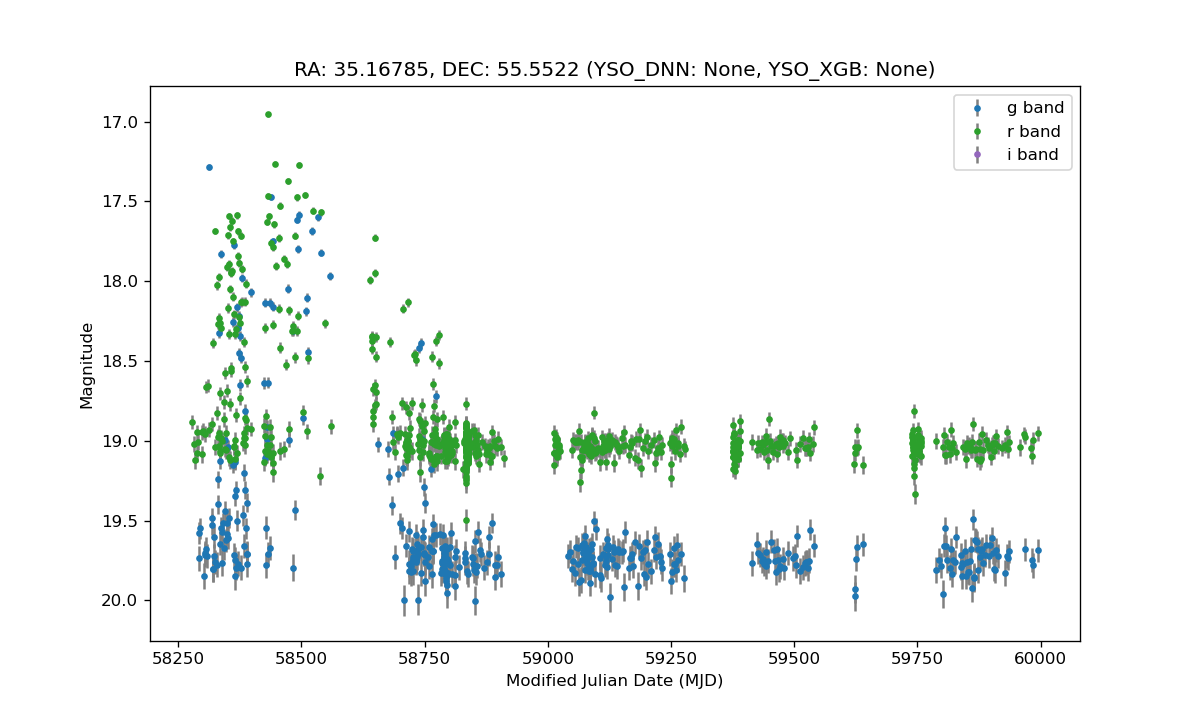 RA: 35.16785, DEC: 55.5522 (YSO_DNN: None, YSO_XGB: None)
g band
r band
i band
17.0
17.5
18.0
18.5
19.0
19.5
20.0
Magnitude
58250 58500 58750 59000 59250 59500 59750 60000
Modified Julian Date (MJD)